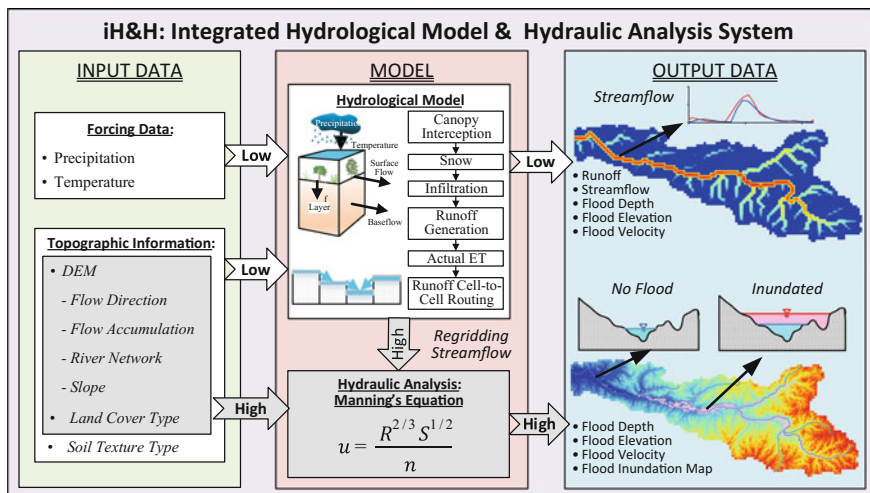 iH&H: Integrated Hydrological Model & Hydraulic Analysis System
INPUT DATA
Forcing Data:
• Precipitation
• Temperature
Topographic Information:
• DEM
- Flow Direction
- Flow Accumulation
- River Network
- Slope
• Land Cover Type
• Soil Texture Type
Low
Low
High
MODEL
Hydrological Model
Precipitation
Temperature
Surface
Flow
f
Layer
Baseflow
Canopy
Interception
Snow
Infiltration
Runoff
Generation
Actual ET
Runoff Cell-to-
Cell Routing
High
Regridding
Streamflow
Hydraulic Analysis:
Manning's Equation
u = R^{2/3} S^{1/2} / n
Low
High
OUTPUT DATA
Streamflow
• Runoff
• Streamflow
• Flood Depth
• Flood Elevation
• Flood Velocity
No Flood
Inundated
• Flood Depth
• Flood Elevation
• Flood Velocity
• Flood Inundation Map